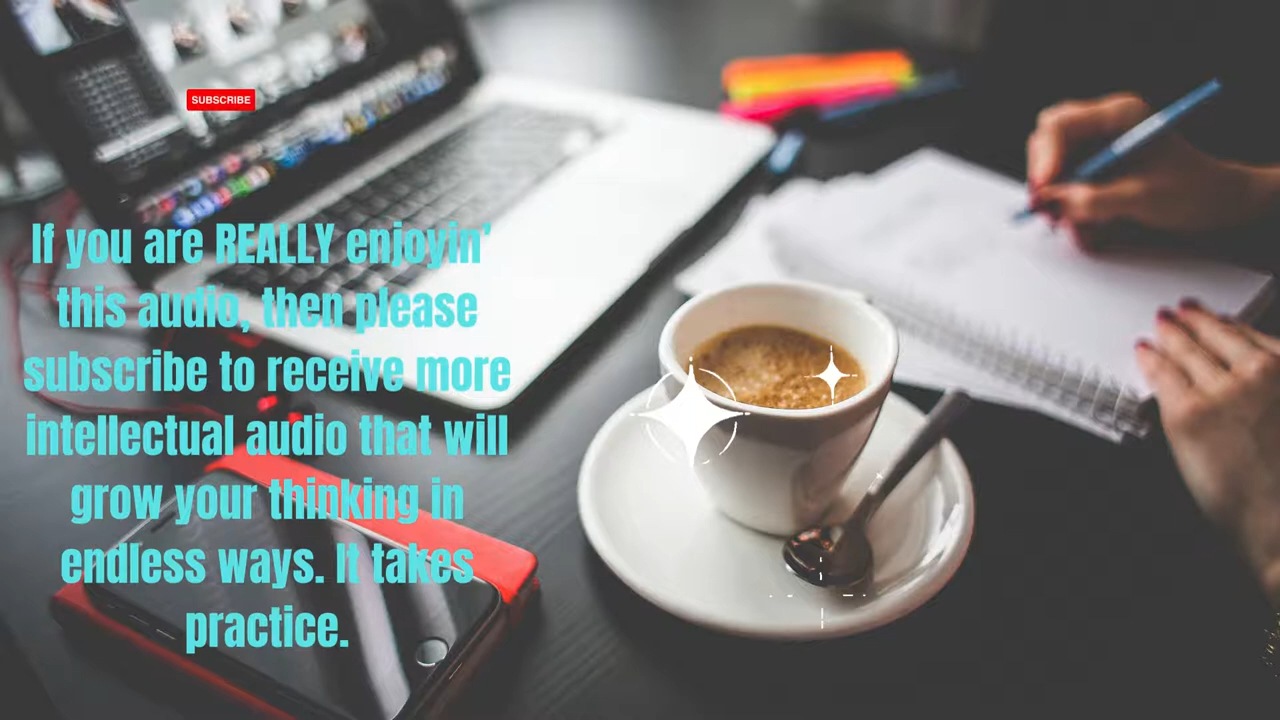 SUBSCRIBE
If you are REALLY enjoyin'
this audio, then please
subscribe to receive more
intellectual audio that will
grow your thinking in
endless ways. It takes
practice.